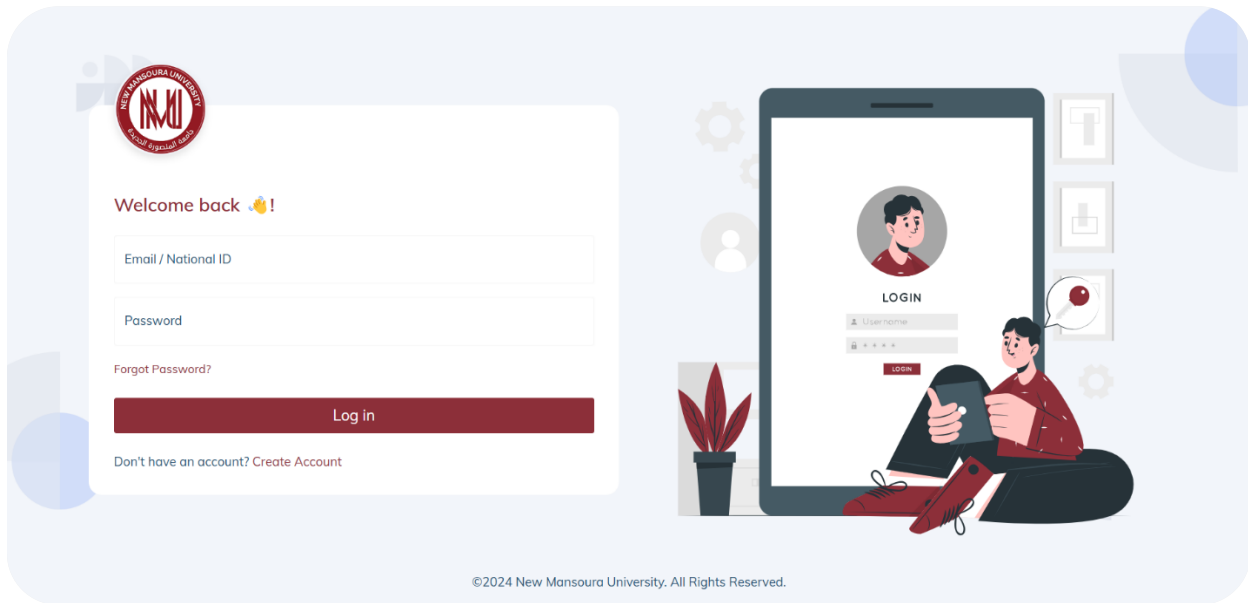 NEW MANSOURA UNIVERSITY
NMU
جامعة المنصورة الجديدة
Welcome back 👋!
Email / National ID
Password
Forgot Password?
Log in
Don't have an account? Create Account
LOGIN
Username
* * * *
LOGIN
©2024 New Mansoura University. All Rights Reserved.